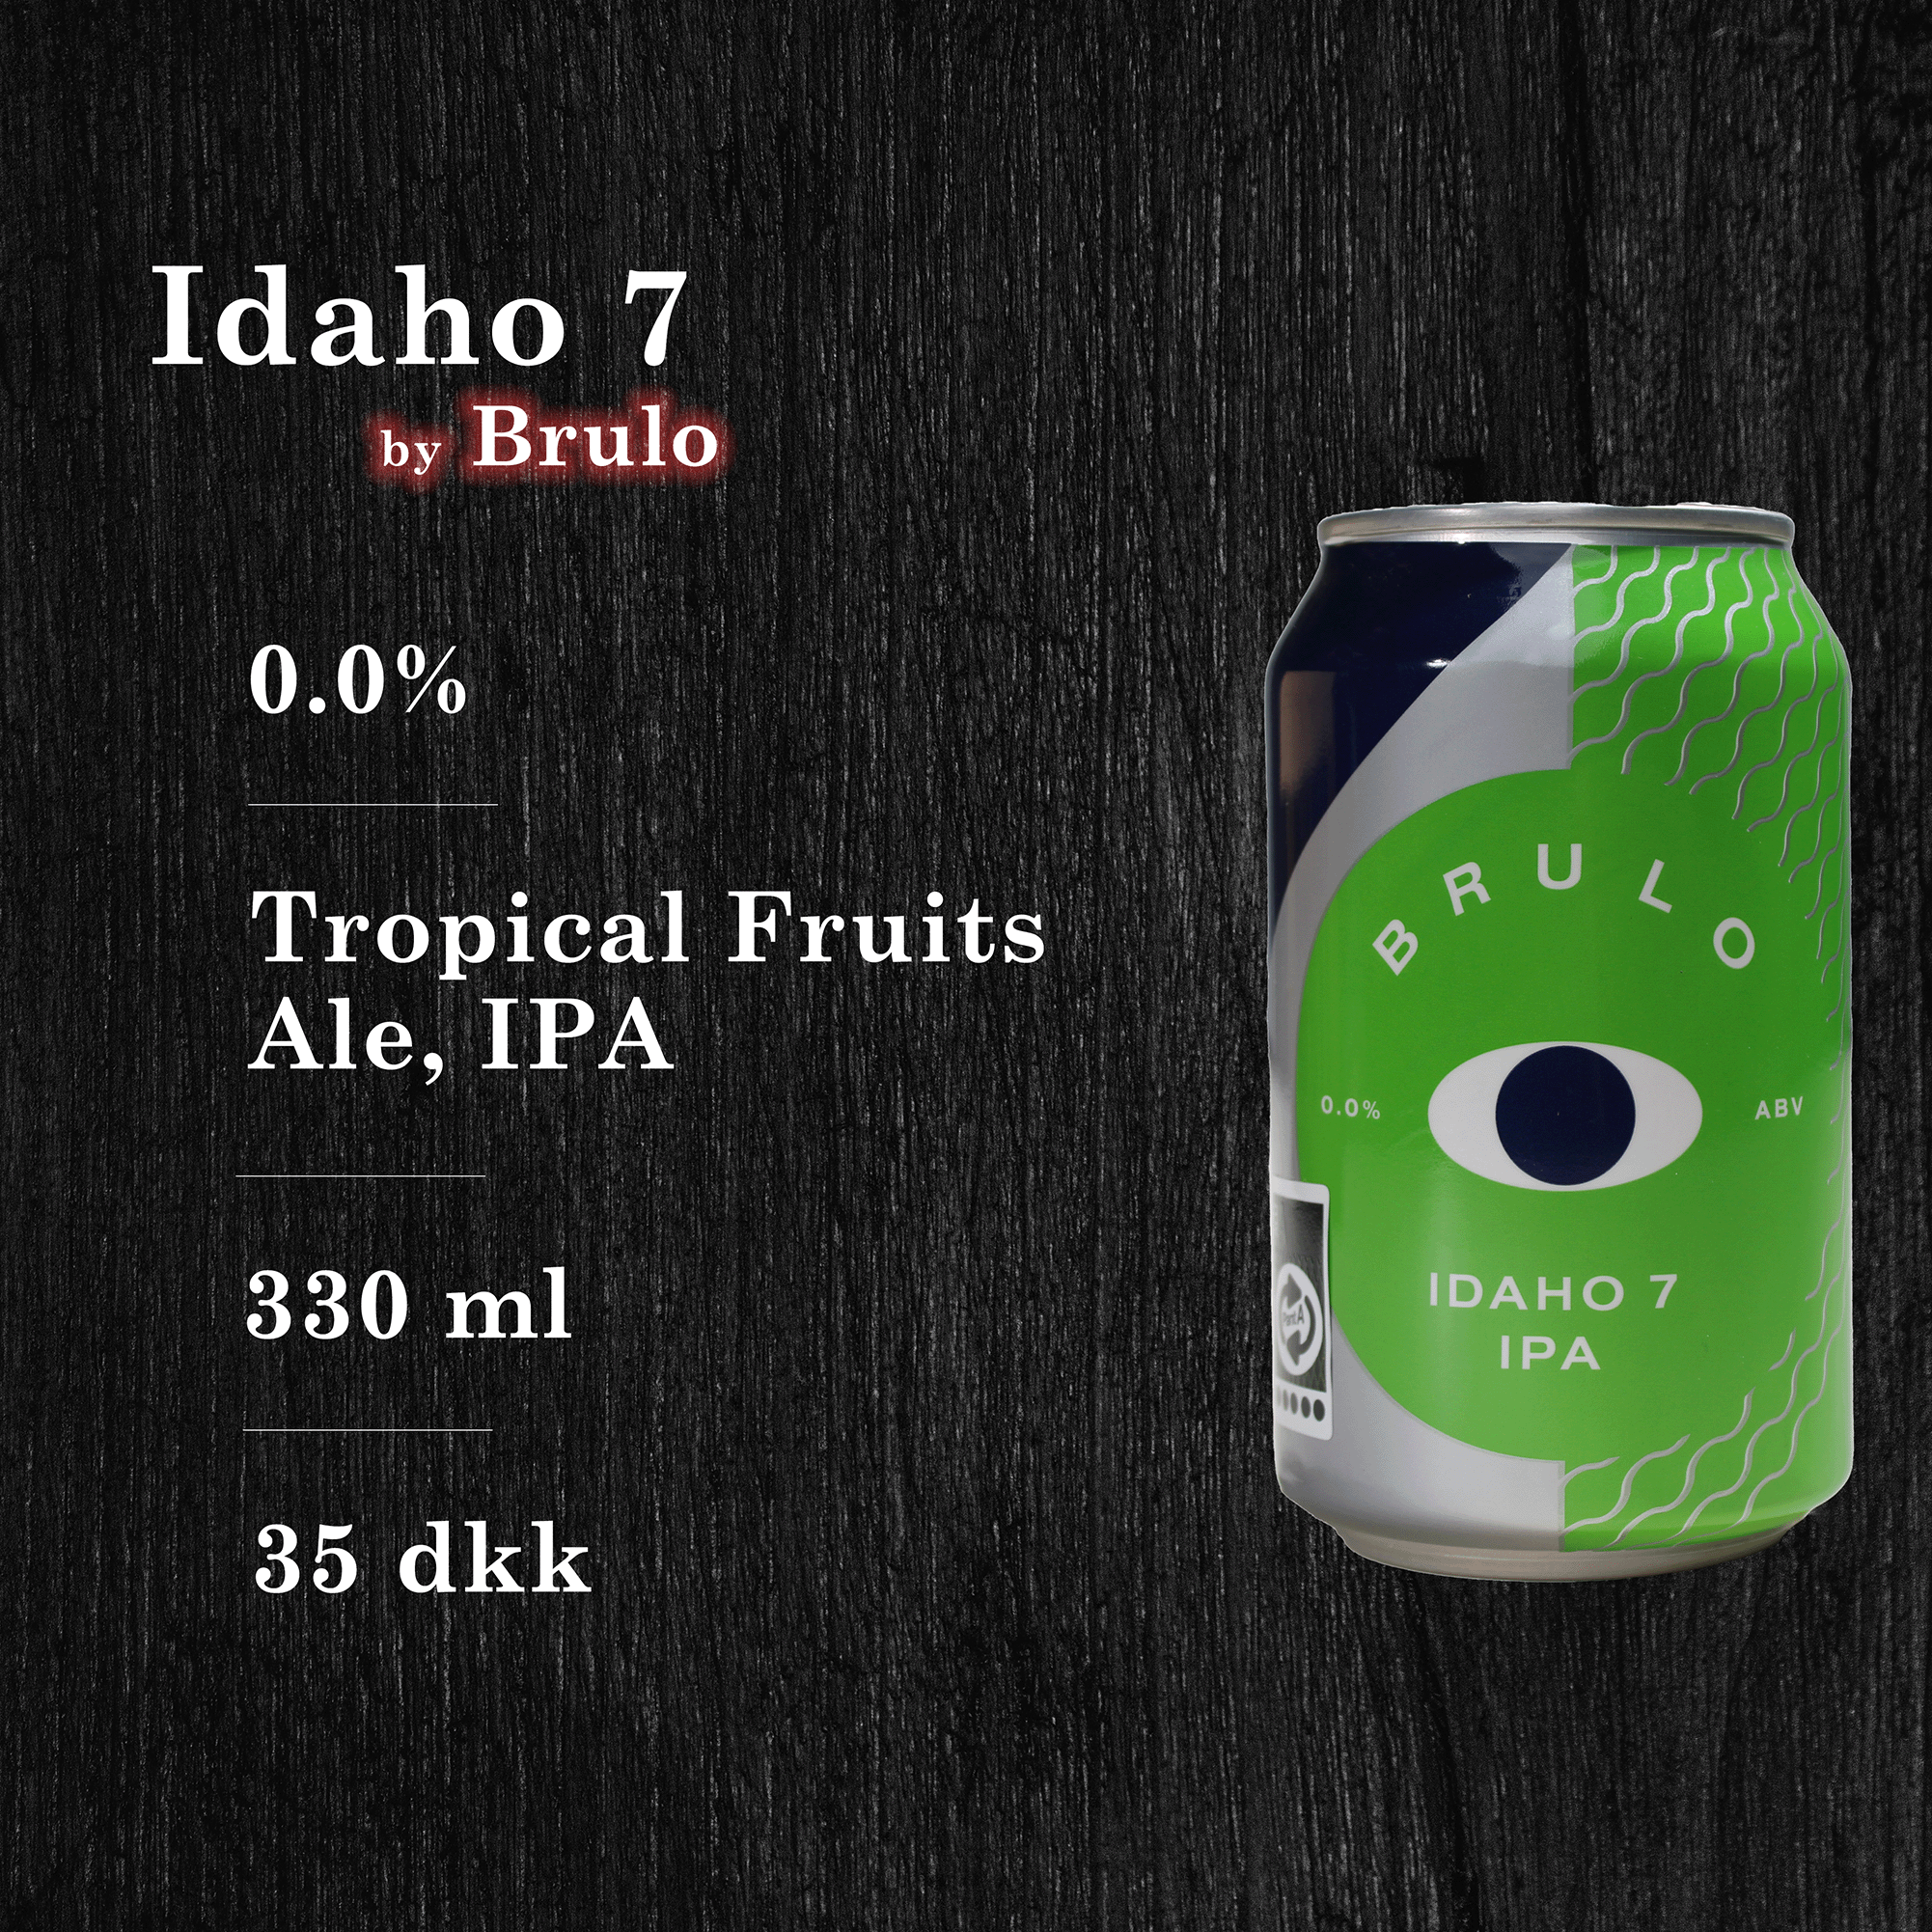 Idaho 7
by Brulo
0.0%
Tropical Fruits
Ale, IPA
330 ml
35 dkk
BRULO
0.0% ABV
IDAHO 7
IPA
Pant A